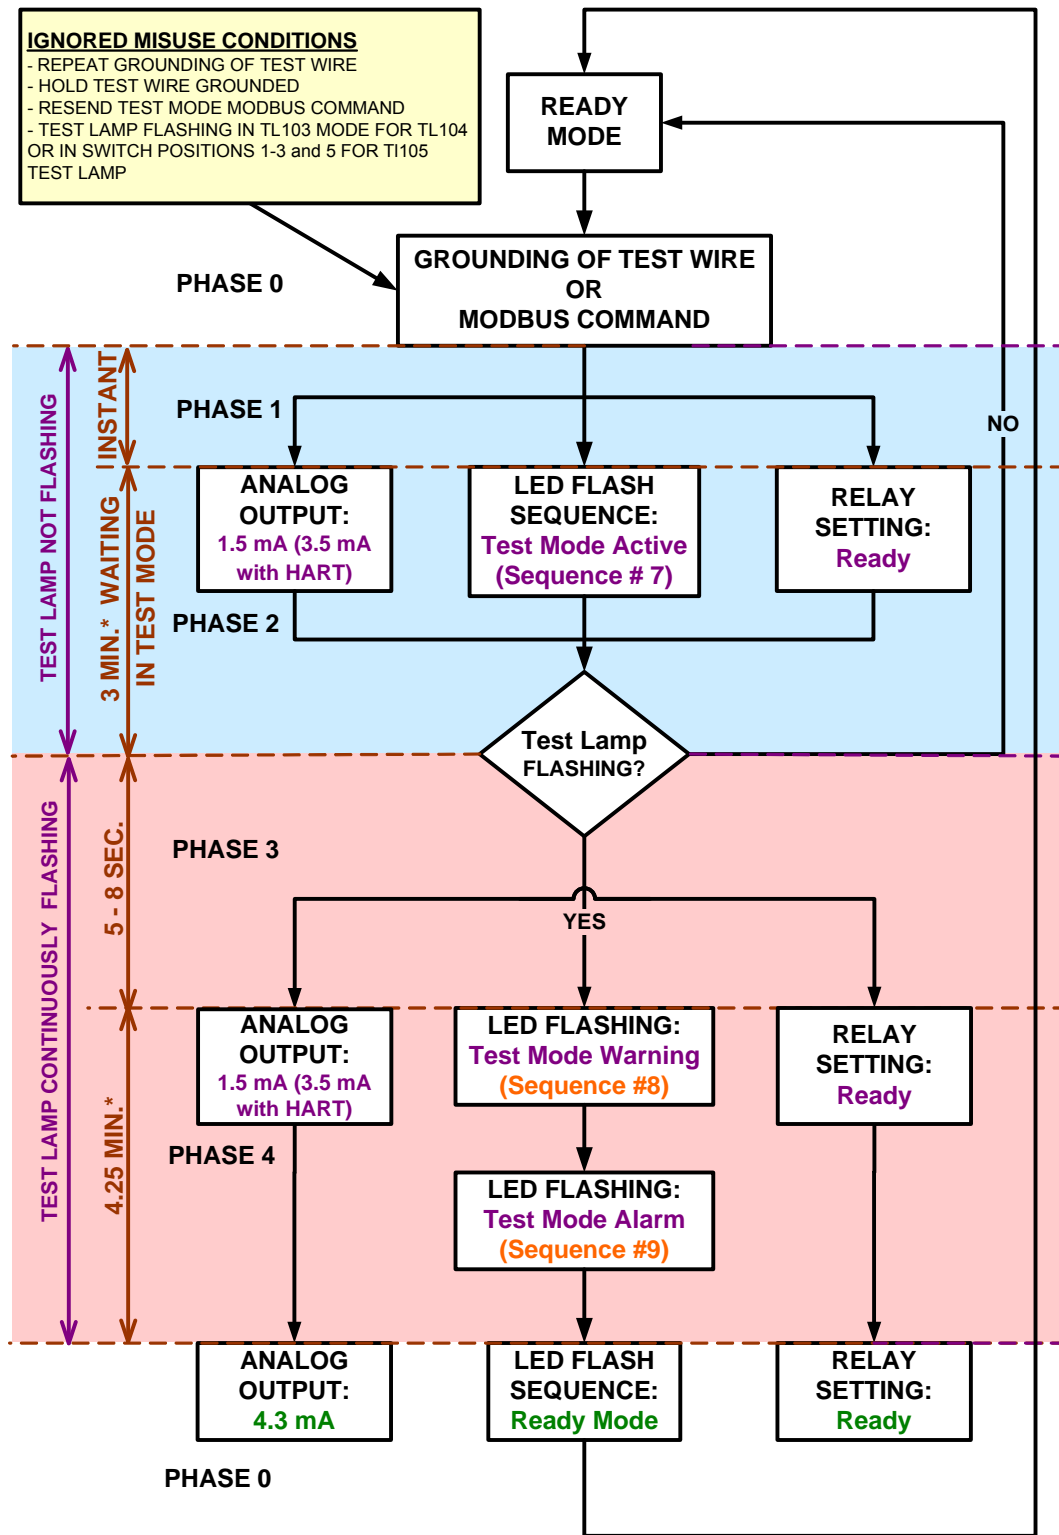 IGNORED MISUSE CONDITIONS
- REPEAT GROUNDING OF TEST WIRE
- HOLD TEST WIRE GROUNDED
- RESEND TEST MODE MODBUS COMMAND
- TEST LAMP FLASHING IN TL103 MODE FOR TL104
OR IN SWITCH POSITIONS 1-3 and 5 FOR Tl105
TEST LAMP
READY
MODE
PHASE 0
GROUNDING OF TEST WIRE
OR
MODBUS COMMAND
TEST LAMP NOT FLASHING
INSTANT
PHASE 1
NO
3 MIN.* WAITING
IN TEST MODE
ANALOG
OUTPUT:
1.5 mA (3.5 mA
with HART)
LED FLASH
SEQUENCE:
Test Mode Active
(Sequence # 7)
RELAY
SETTING:
Ready
PHASE 2
Test Lamp
FLASHING?
TEST LAMP CONTINUOUSLY FLASHING
5 - 8 SEC.
PHASE 3
YES
4.25 MIN.*
ANALOG
OUTPUT:
1.5 mA (3.5 mA
with HART)
LED FLASHING:
Test Mode Warning
(Sequence #8)
RELAY
SETTING:
Ready
PHASE 4
LED FLASHING:
Test Mode Alarm
(Sequence #9)
ANALOG
OUTPUT:
4.3 mA
LED FLASH
SEQUENCE:
Ready Mode
RELAY
SETTING:
Ready
PHASE 0